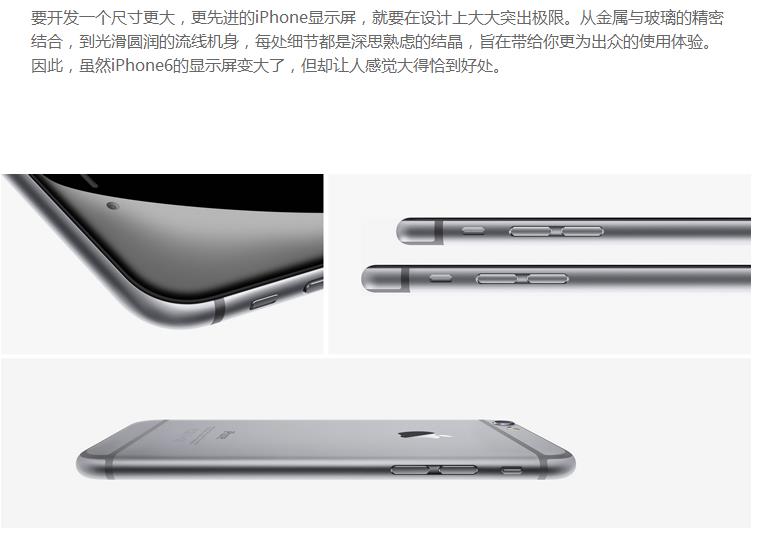 要开发一个尺寸更大，更先进的iPhone显示屏，就要在设计上大大突出极限。从金属与玻璃的精密
结合，到光滑圆润的流线机身，每处细节都是深思熟虑的结晶，旨在带给你更为出众的使用体验。
因此，虽然iPhone6的显示屏变大了，但却让人感觉大得恰到好处。
iPhone